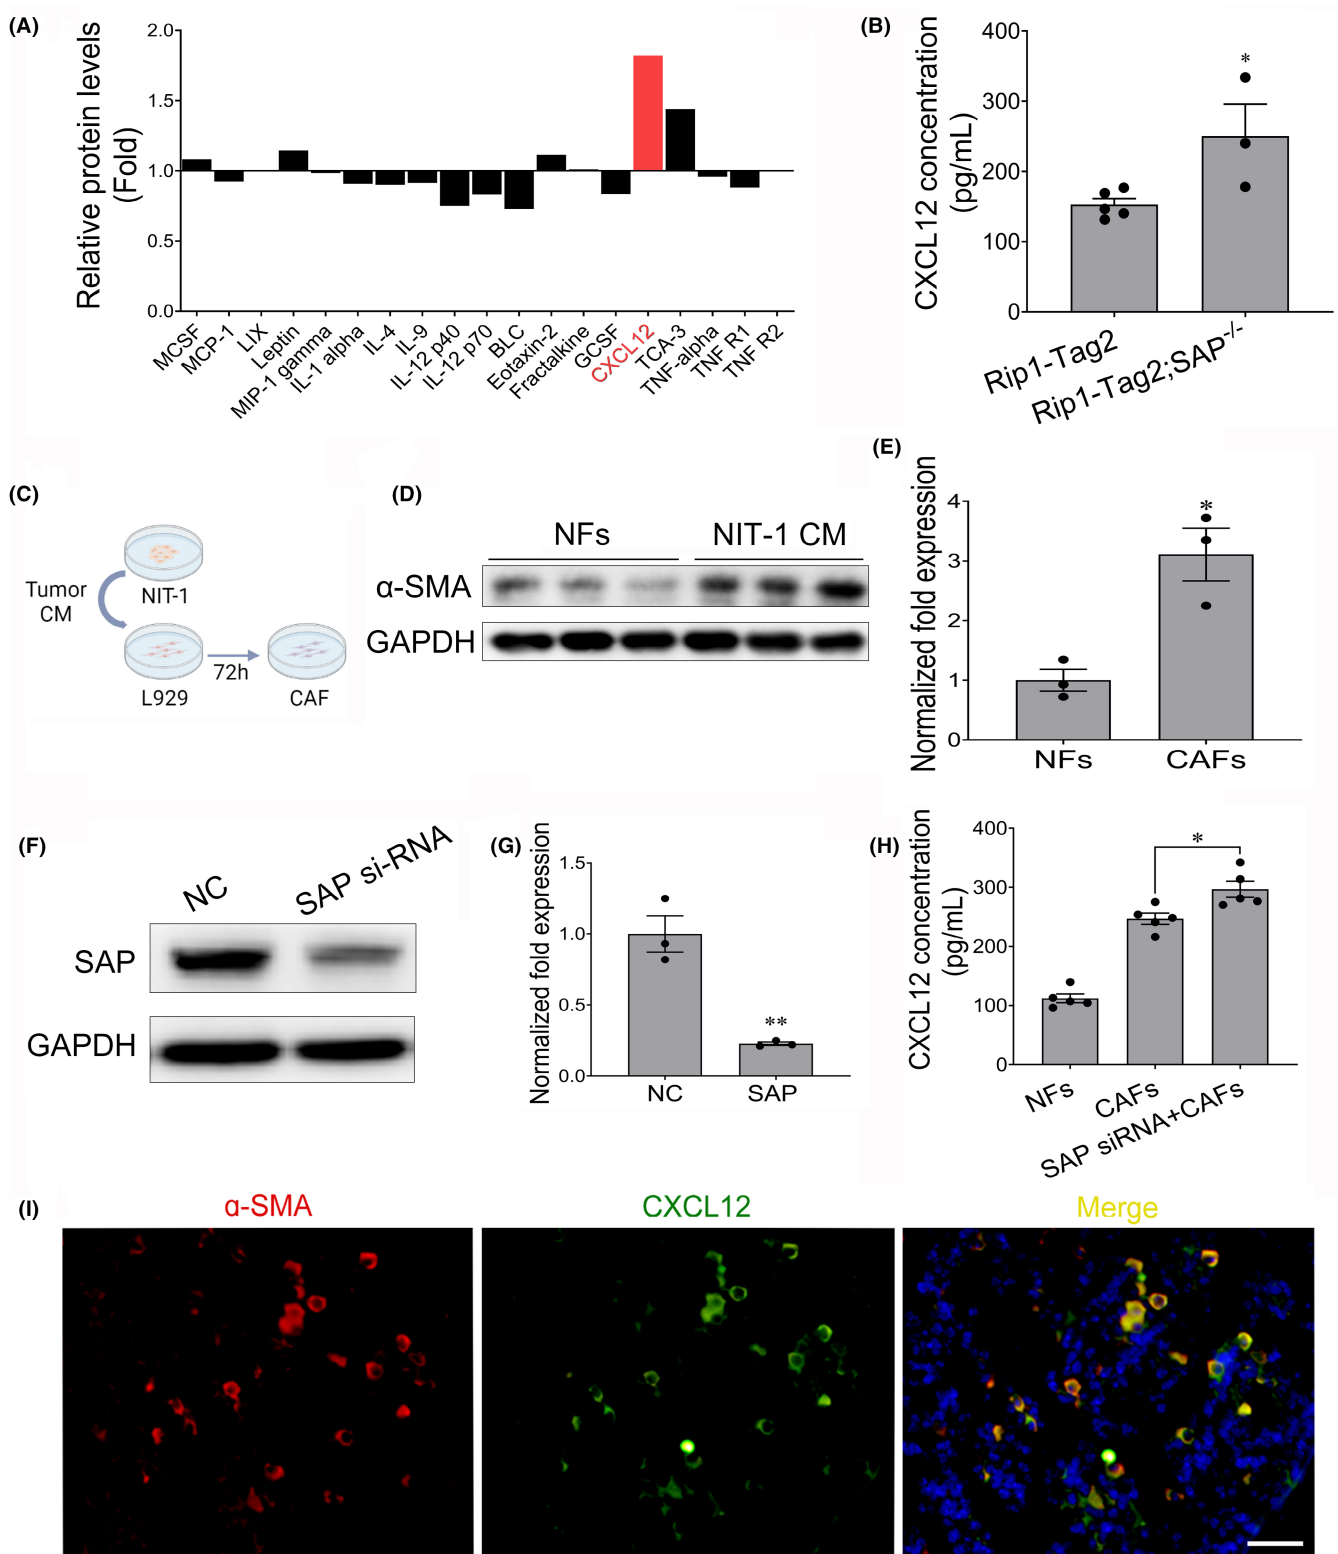 (A)
Relative protein levels
(Fold)
2.0
1.5
1.0
0.5
0.0
MCSF
MCP-1
LIX
Leptin
MIP-1 gamma
IL-1 alpha
IL-4
IL-9
IL-12 p40
IL-12 p70
BLC
Eotaxin-2
Fractalkine
GCSF
CXCL12
TCA-3
TNF-alpha
TNF R1
TNF R2
(B)
CXCL12 concentration
(pg/mL)
400
300
200
100
0
*
Rip1-Tag2
Rip1-Tag2;SAP-/-
(C)
Tumor
CM
NIT-1
L929
72h
CAF
(D)
NFs
NIT-1 CM
α-SMA
GAPDH
(E)
Normalized fold expression
4
3
2
1
0
*
NFs
CAFs
(F)
NC
SAP si-RNA
SAP
GAPDH
(G)
Normalized fold expression
1.5
1.0
0.5
0.0
**
NC
SAP
(H)
CXCL12 concentration
(pg/mL)
400
300
200
100
0
*
NFs
CAFs
SAP siRNA+CAFs
(I)
α-SMA
CXCL12
Merge